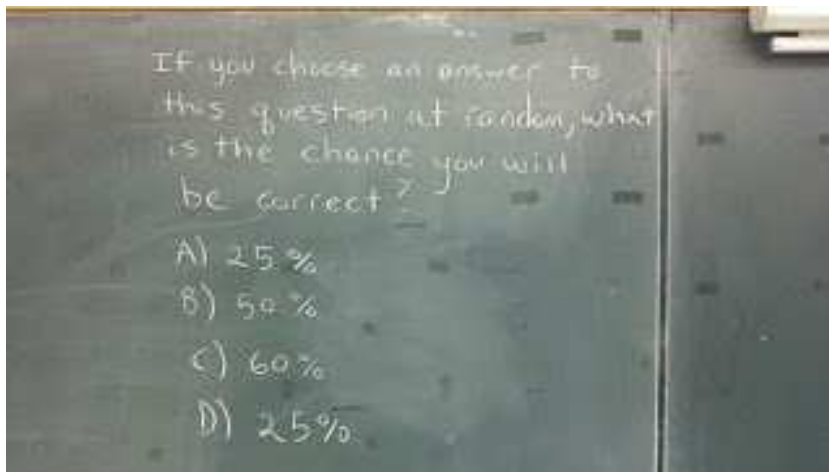 If you choose an answer to
this question at random, what
is the chance you will
be correct?
A) 25%
B) 50%
C) 60%
D) 25%